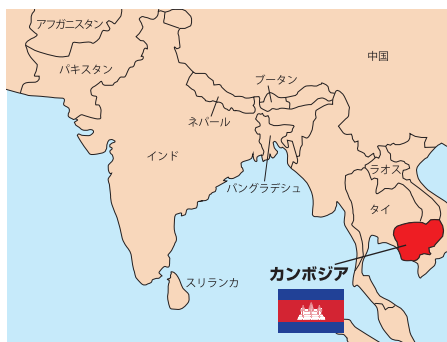 アフガニスタン
パキスタン
中国
ブータン
ネパール
インド
バングラデシュ
ラオス
タイ
カンボジア
スリランカ